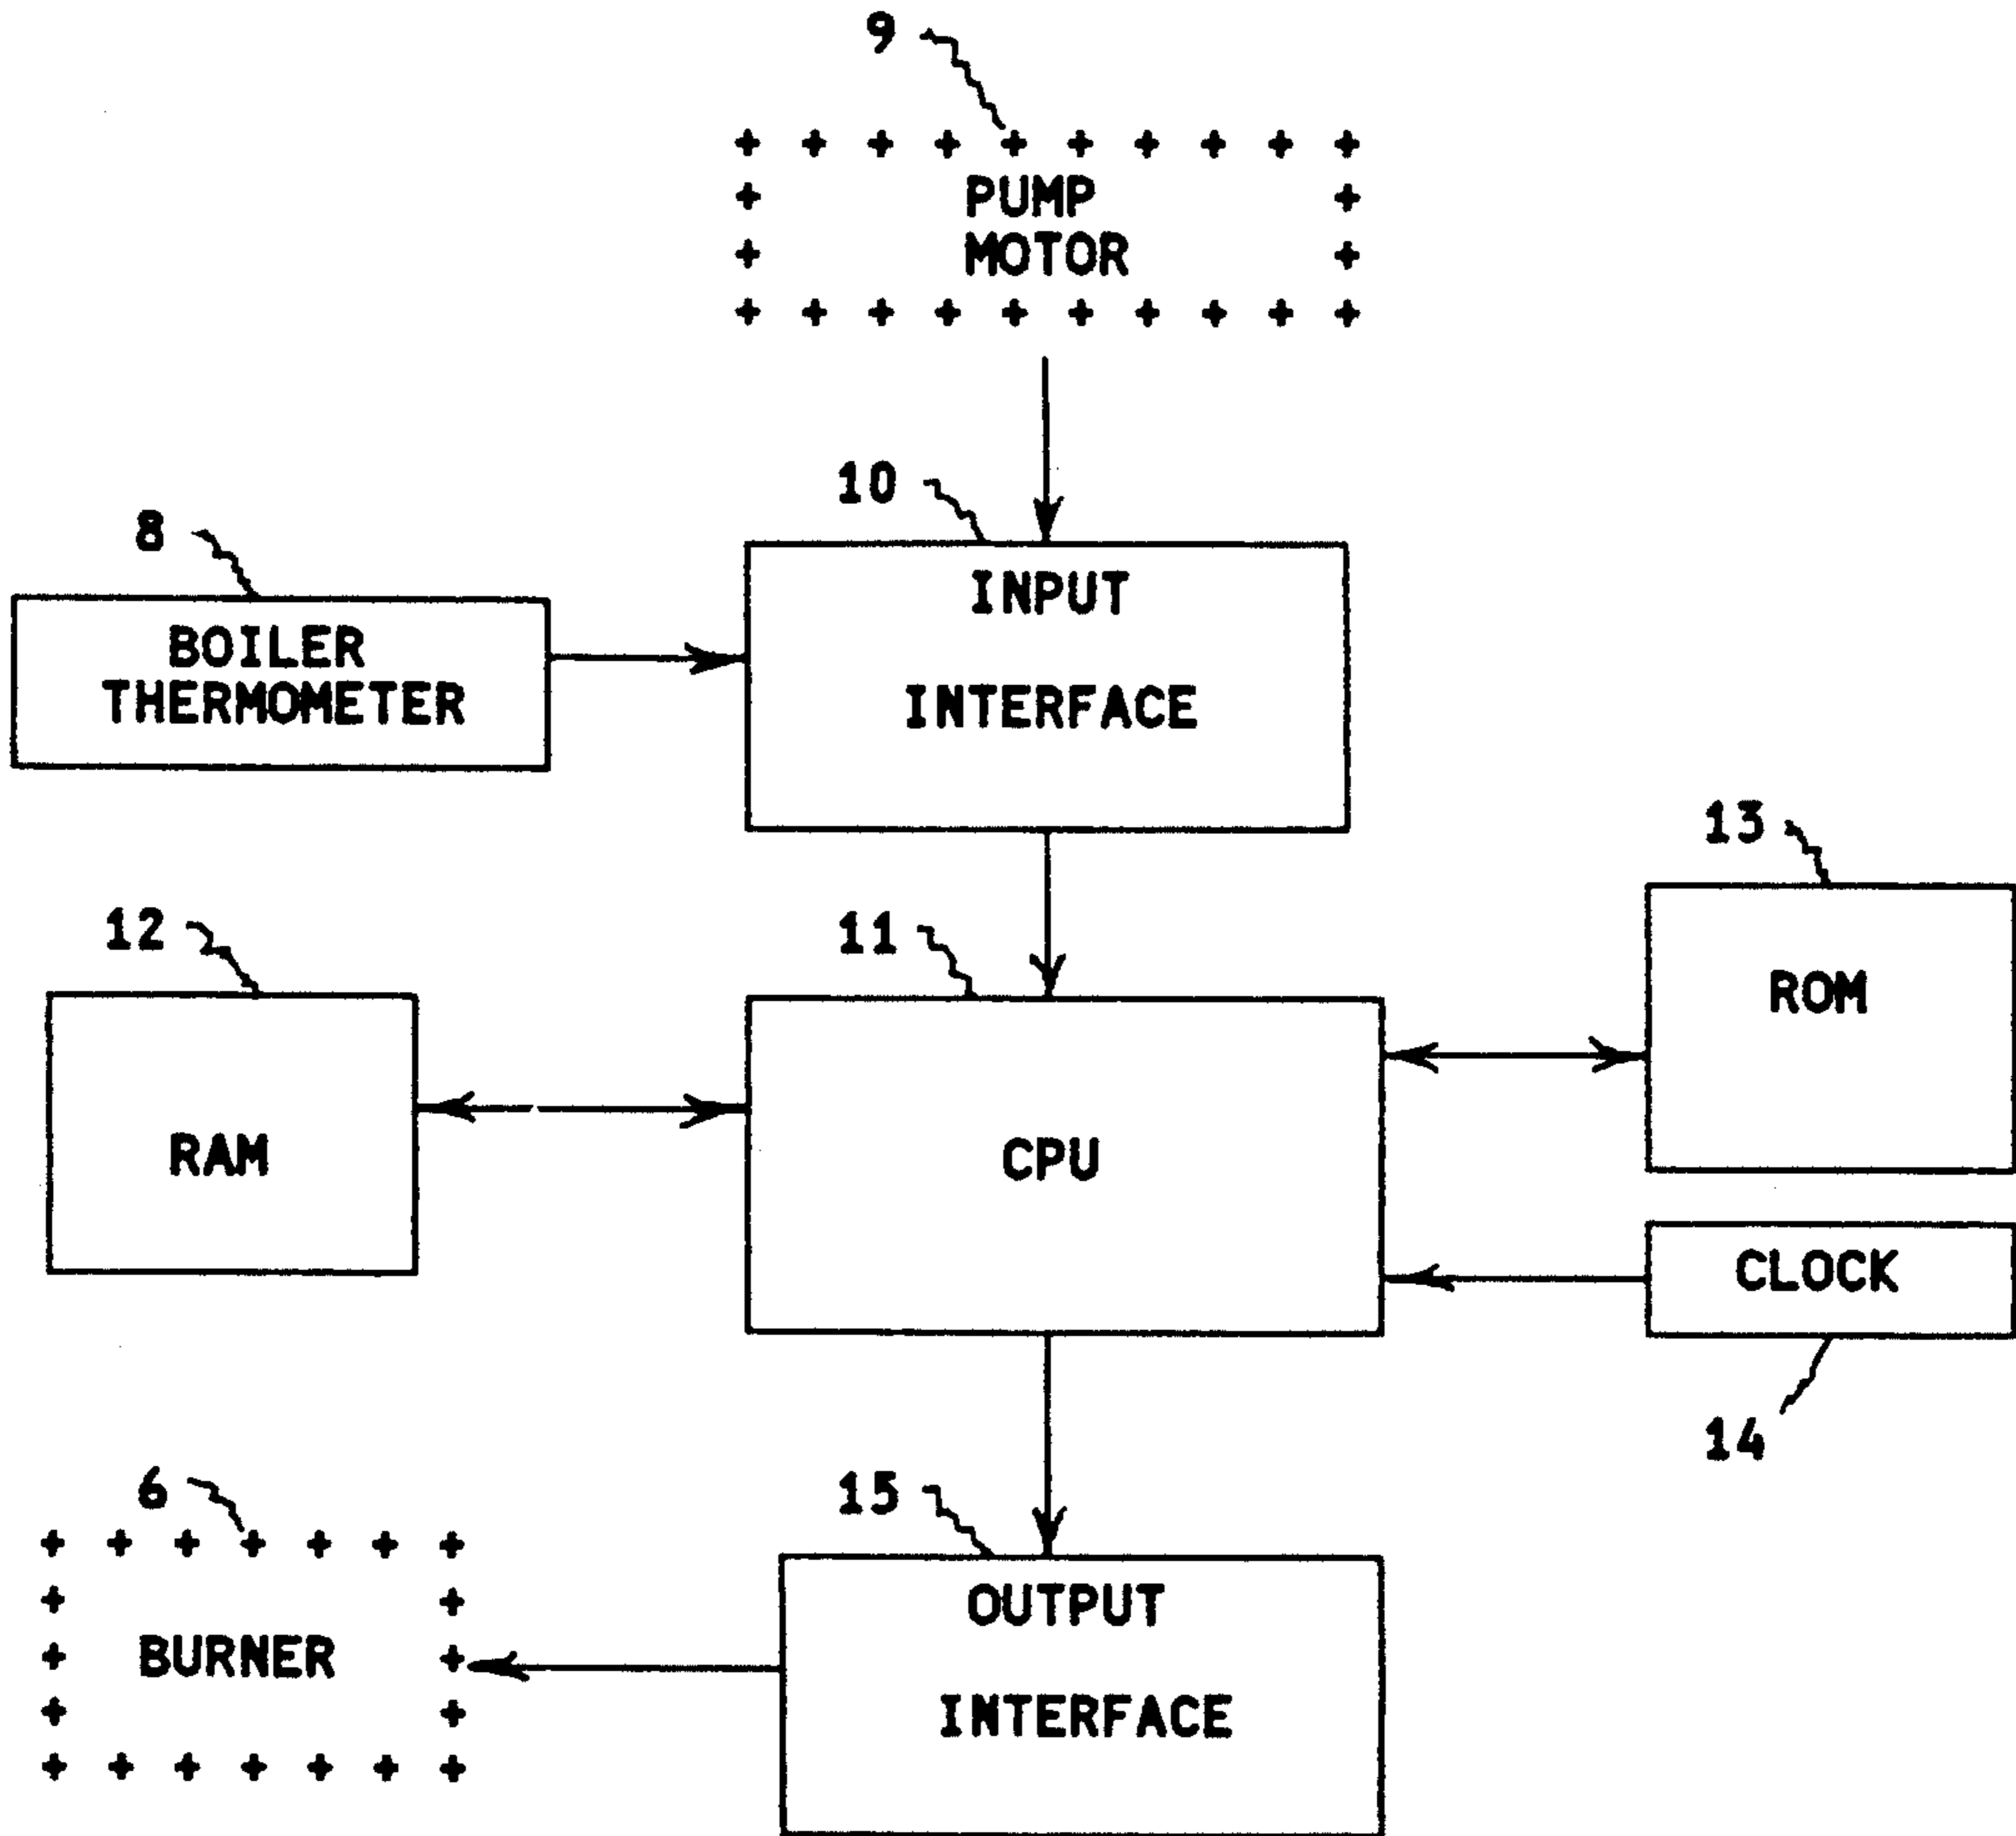 9
PUMP
MOTOR
10
8
INPUT
BOILER
THERMOMETER
INTERFACE
13
12
11
ROM
RAM
CPU
CLOCK
14
6
15
OUTPUT
BURNER
INTERFACE